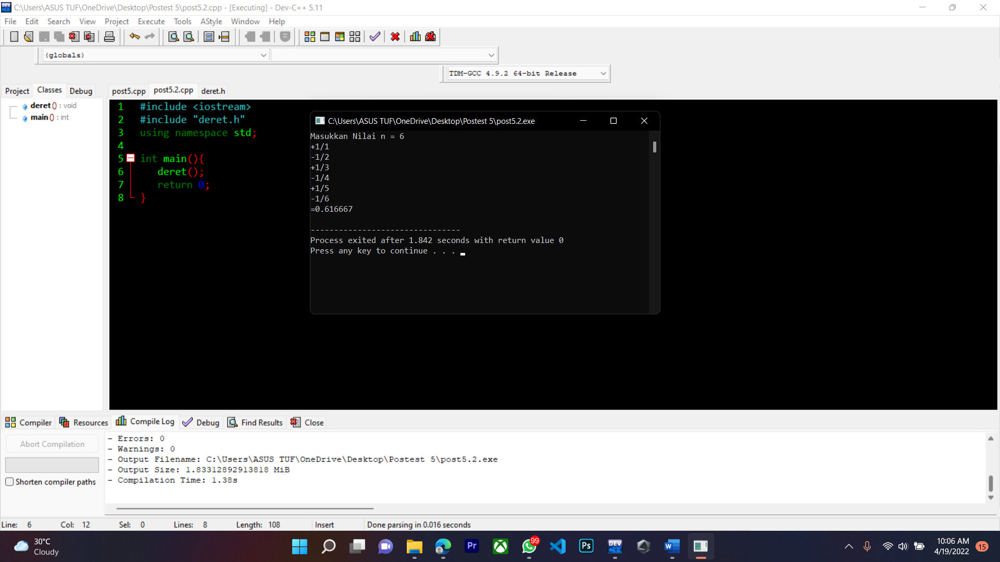 C:\Users\ASUS TUF\OneDrive\Desktop\Postest 5\post5.2.cpp - [Executing] - Dev-C++ 5.11
File Edit Search View Project Execute Tools AStyle Window Help
(globals)
TDM-GCC 4.9.2 64-bit Release
Project Classes Debug
post5.cpp post5.2.cpp deret.h
deret() : void
main() : int
1 #include <iostream>
2 #include "deret.h"
3 using namespace std;
4
5 int main(){
6 deret();
7 return 0;
8 }
C:\Users\ASUS TUF\OneDrive\Desktop\Postest 5\post5.2.exe
Masukkan Nilai n = 6
+1/1
-1/2
+1/3
-1/4
+1/5
-1/6
=0.616667
--------------------------------
Process exited after 1.842 seconds with return value 0
Press any key to continue . . .
Compiler Resources Compile Log Debug Find Results Close
Abort Compilation
Shorten compiler paths
- Errors: 0
- Warnings: 0
- Output Filename: C:\Users\ASUS TUF\OneDrive\Desktop\Postest 5\post5.2.exe
- Output Size: 1.83312892913818 MiB
- Compilation Time: 1.38s
Line: 6 Col: 12 Sel: 0 Lines: 8 Length: 108 Insert Done parsing in 0.016 seconds
30°C
Cloudy
Pr
99
Ps
DEV
C++
W
10:06 AM
4/19/2022
15